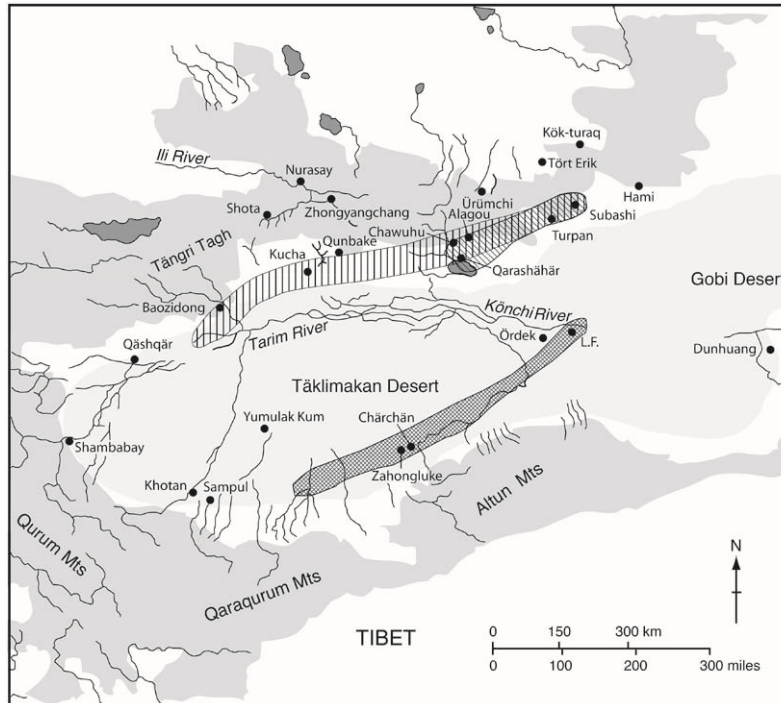 Kök-turaq
Tört Erik
Ili River
Nurasay
Hami
Ürümchi
Shota
Zhongyangchang
Alagou
Subashi
Chawuhu
Turpan
Tängri Tagh
Qunbake
Kucha
Qarashähär
Gobi Desert
Baozidong
Könchi River
Tarim River
Ördek
L.F.
Qäshqär
Dunhuang
Täklimakan Desert
Yumulak Kum
Chärchän
Shambabay
Zahongluke
Khotan
Sampul
Altun Mts
Qurum Mts
Qaraqurum Mts
N
TIBET
0 150 300 km
0 100 200 300 miles